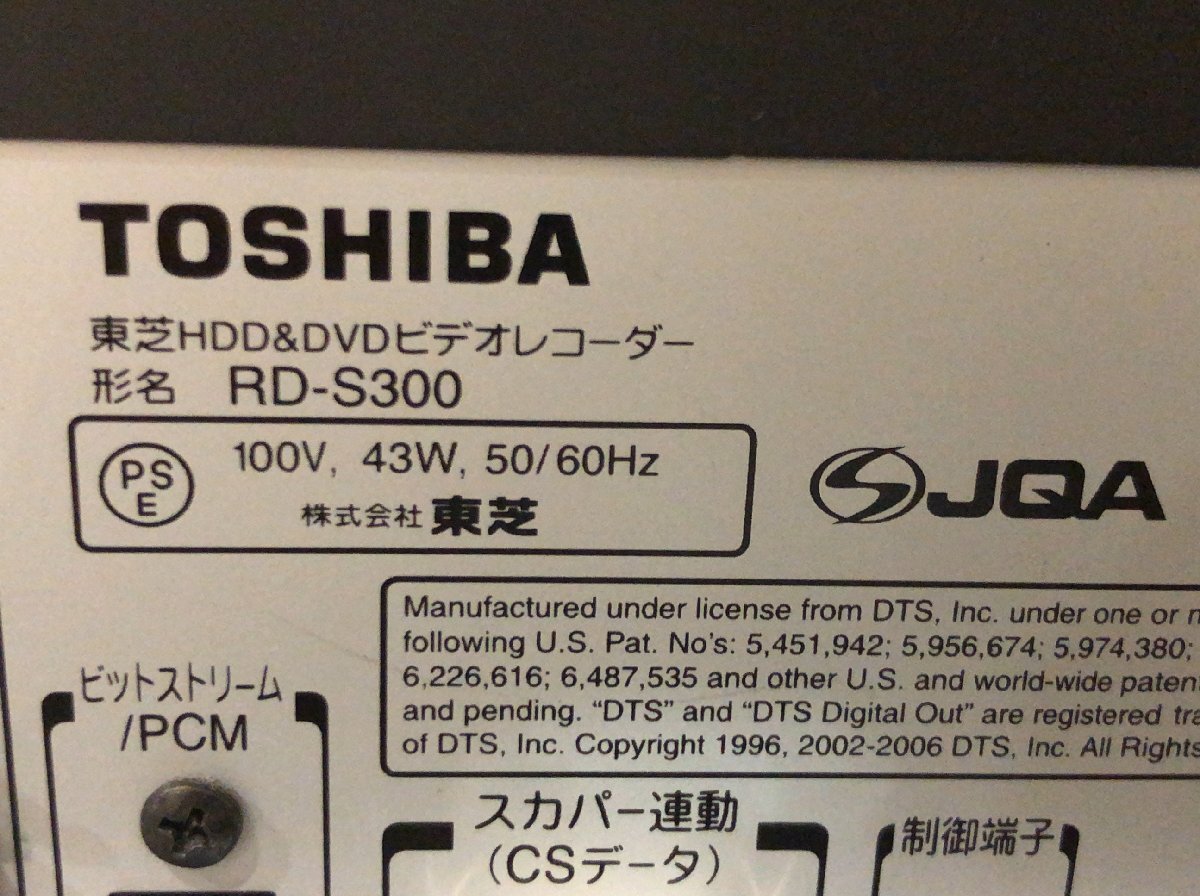 TOSHIBA
東芝HDD&DVDビデオレコーダー
形名 RD-S300
PSE
100V, 43W, 50/60Hz
株式会社 東芝
JQA
Manufactured under license from DTS, Inc. under one or
following U.S. Pat. No's: 5,451,942; 5,956,674; 5,974,380;
6,226,616; 6,487,535 and other U.S. and world-wide
and pending. “DTS” and “DTS Digital Out” are registered
of DTS, Inc. Copyright 1996, 2002-2006 DTS, Inc. All Rights
ビットストリーム
/PCM
スカパー連動
(CSデータ)
制御端子